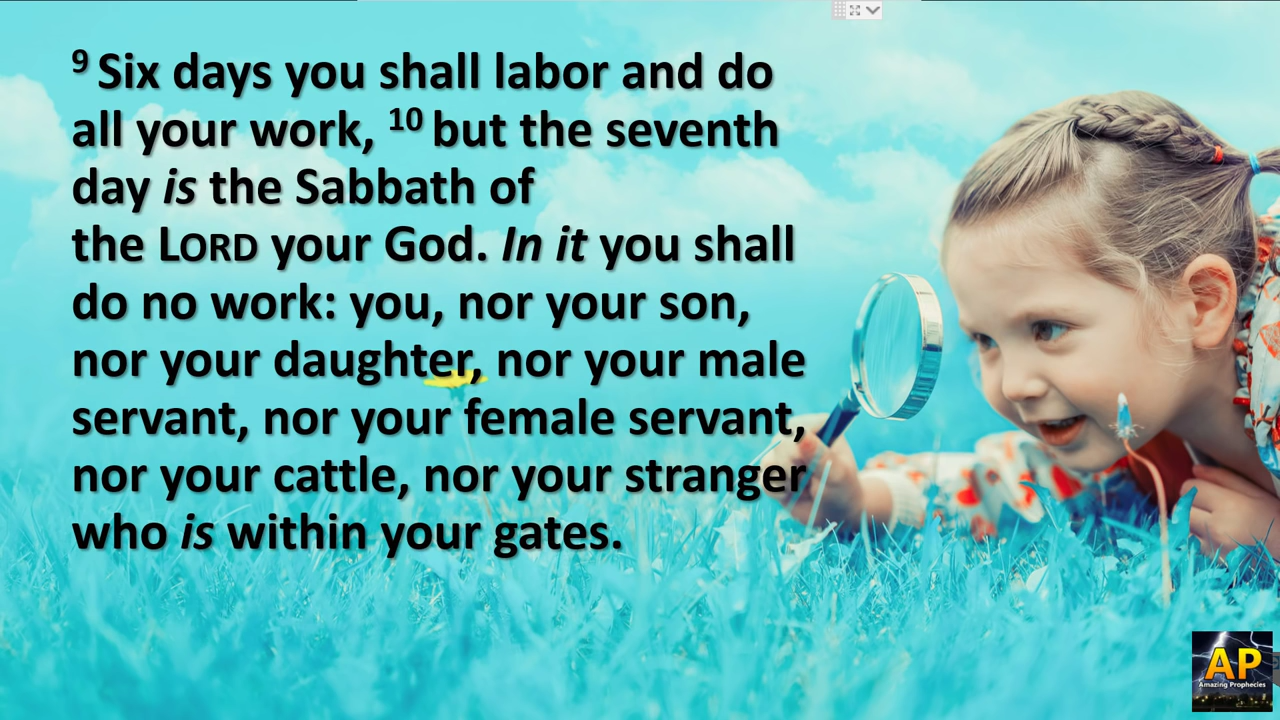 9 Six days you shall labor and do
all your work, 10 but the seventh
day is the Sabbath of
the LORD your God. In it you shall
do no work: you, nor your son,
nor your daughter, nor your male
servant, nor your female servant,
nor your cattle, nor your stranger
who is within your gates.
AP
Amazing Prophecies